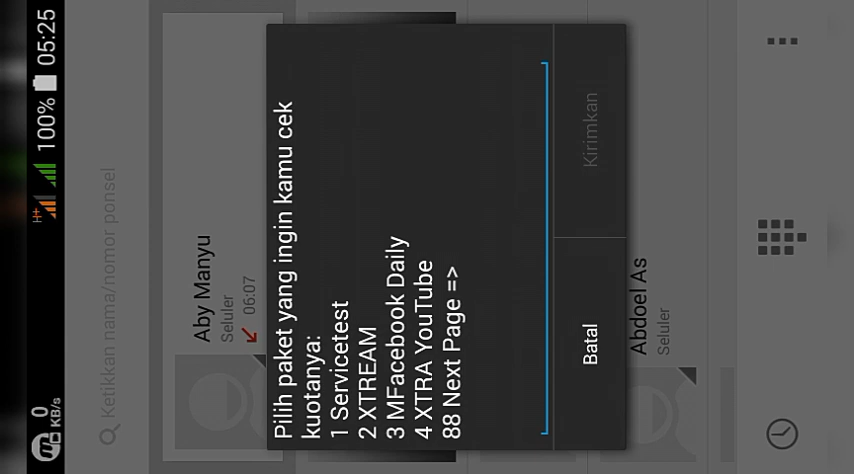 0
KB/s
H+
100%
05:25
Ketikkan nama/nomor ponsel
Aby Manyu
Seluler
06:07
Pilih paket yang ingin kamu cek
kuotanya:
1 Servicetest
2 XTREAM
3 MFacebook Daily
4 XTRA YouTube
88 Next Page =>
Batal
Kirimkan
Abdoel As
Seluler